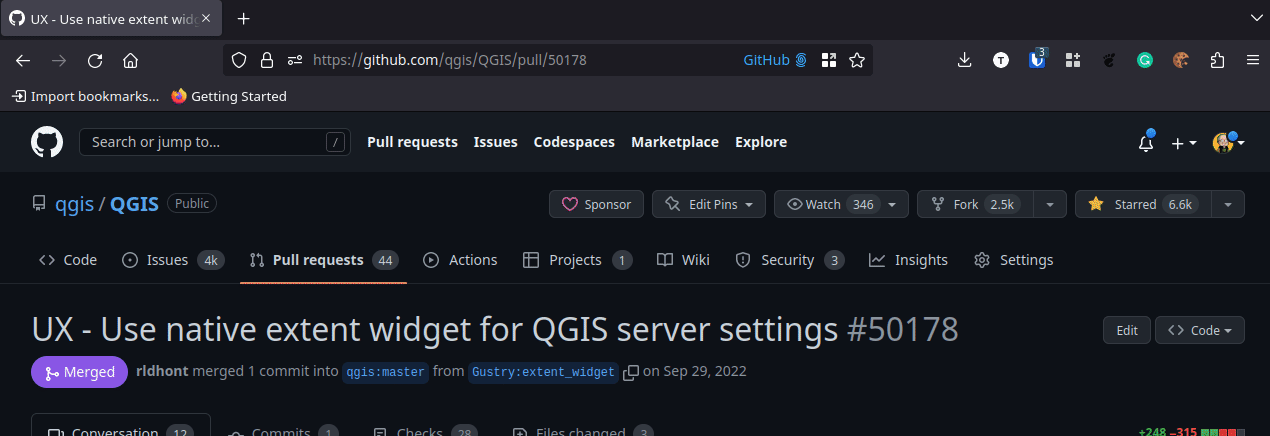 UX - Use native extent widg
https://github.com/qgis/QGIS/pull/50178 GitHub T 3
Import bookmarks... Getting Started
Search or jump to... / Pull requests Issues Codespaces Marketplace Explore
qgis / QGIS Public Sponsor Edit Pins Watch 346 Fork 2.5k Starred 6.6k
Code Issues 4k Pull requests 44 Actions Projects 1 Wiki Security 3 Insights Settings
UX - Use native extent widget for QGIS server settings #50178 Edit Code
Merged rldhont merged 1 commit into qgis:master from Gustry:extent_widget on Sep 29, 2022
Conversation 12 Commits 1 Checks 28 Files changed 3 +248 −315